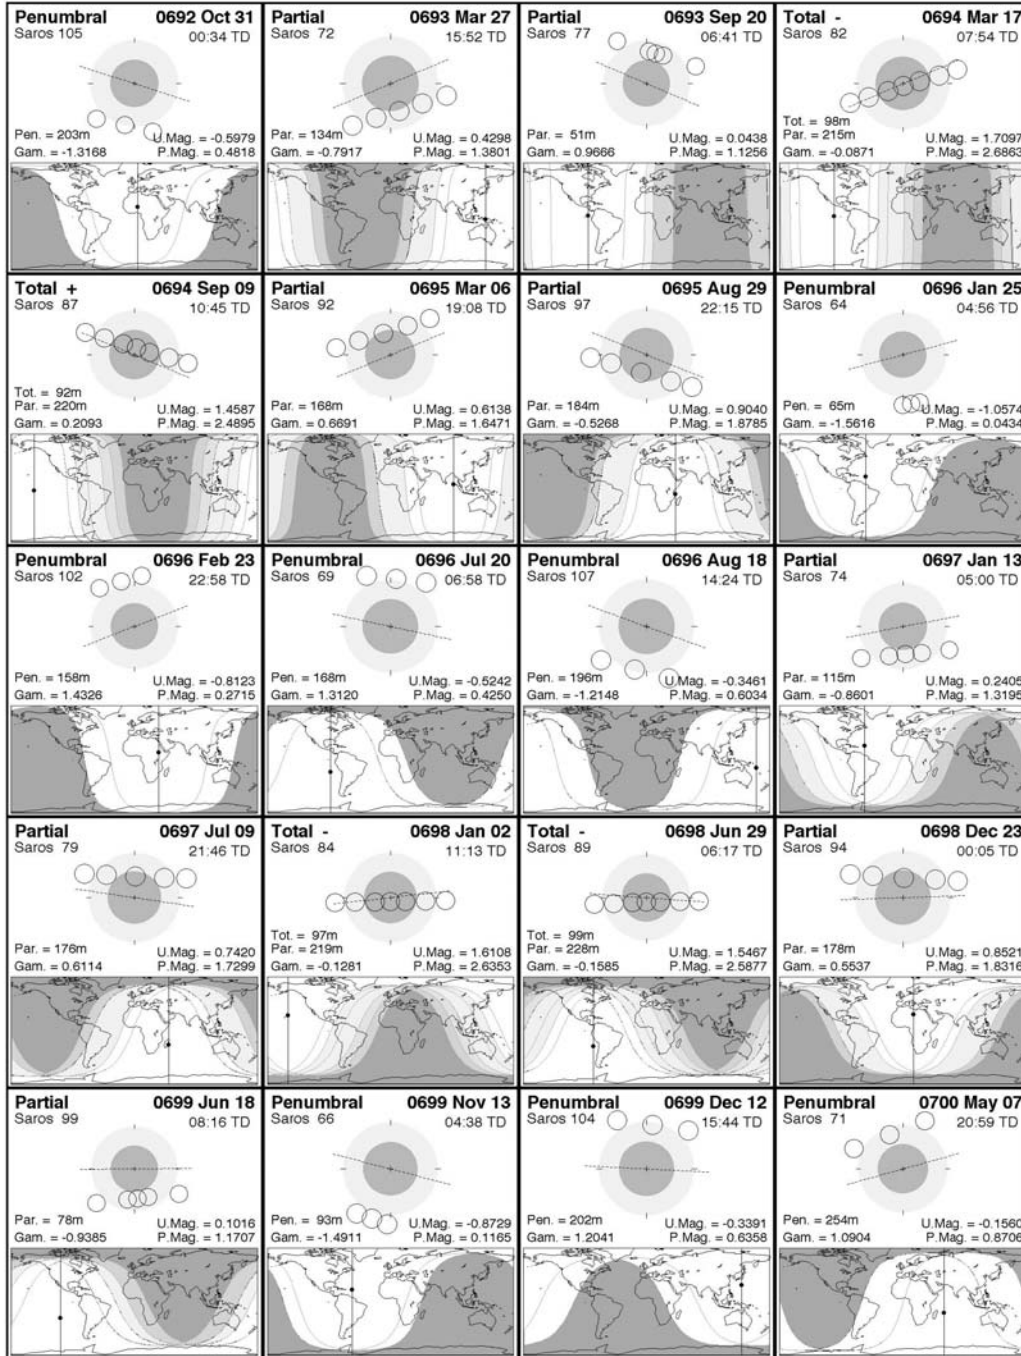 Penumbral 0692 Oct 31
Saros 105 00:34 TD
Pen. = 203m U.Mag. = -0.5979
Gam. = -1.3168 P.Mag. = 0.4818
Partial 0693 Mar 27
Saros 72 15:52 TD
Par. = 134m U.Mag. = 0.4298
Gam. = -0.7917 P.Mag. = 1.3801
Partial 0693 Sep 20
Saros 77 06:41 TD
Par. = 51m U.Mag. = 0.0438
Gam. = 0.9666 P.Mag. = 1.1256
Total - 0694 Mar 17
Saros 82 07:54 TD
Tot. = 98m
Par. = 215m U.Mag. = 1.7097
Gam. = -0.0871 P.Mag. = 2.6863
Total + 0694 Sep 09
Saros 87 10:45 TD
Tot. = 92m
Par. = 220m U.Mag. = 1.4587
Gam. = 0.2093 P.Mag. = 2.4895
Partial 0695 Mar 06
Saros 92 19:08 TD
Par. = 168m U.Mag. = 0.6138
Gam. = 0.6691 P.Mag. = 1.6471
Partial 0695 Aug 29
Saros 97 22:15 TD
Par. = 184m U.Mag. = 0.9040
Gam. = -0.5268 P.Mag. = 1.8785
Penumbral 0696 Jan 25
Saros 64 04:56 TD
Pen. = 65m U.Mag. = -1.0574
Gam. = -1.5616 P.Mag. = 0.0434
Penumbral 0696 Feb 23
Saros 102 22:58 TD
Pen. = 158m U.Mag. = -0.8123
Gam. = 1.4326 P.Mag. = 0.2715
Penumbral 0696 Jul 20
Saros 69 06:58 TD
Pen. = 168m U.Mag. = -0.5242
Gam. = 1.3120 P.Mag. = 0.4250
Penumbral 0696 Aug 18
Saros 107 14:24 TD
Pen. = 196m U.Mag. = -0.3461
Gam. = -1.2148 P.Mag. = 0.6034
Partial 0697 Jan 13
Saros 74 05:00 TD
Par. = 115m U.Mag. = 0.2405
Gam. = -0.8601 P.Mag. = 1.3195
Partial 0697 Jul 09
Saros 79 21:46 TD
Par. = 176m U.Mag. = 0.7420
Gam. = 0.6114 P.Mag. = 1.7299
Total - 0698 Jan 02
Saros 84 11:13 TD
Tot. = 97m
Par. = 219m U.Mag. = 1.6108
Gam. = -0.1281 P.Mag. = 2.6353
Total - 0698 Jun 29
Saros 89 06:17 TD
Tot. = 99m
Par. = 228m U.Mag. = 1.5467
Gam. = -0.1585 P.Mag. = 2.5877
Partial 0698 Dec 23
Saros 94 00:05 TD
Par. = 178m U.Mag. = 0.8521
Gam. = 0.5537 P.Mag. = 1.8316
Partial 0699 Jun 18
Saros 99 08:16 TD
Par. = 78m U.Mag. = 0.1016
Gam. = -0.9385 P.Mag. = 1.1707
Penumbral 0699 Nov 13
Saros 66 04:38 TD
Pen. = 93m U.Mag. = -0.8729
Gam. = -1.4911 P.Mag. = 0.1165
Penumbral 0699 Dec 12
Saros 104 15:44 TD
Pen. = 202m U.Mag. = -0.3391
Gam. = 1.2041 P.Mag. = 0.6358
Penumbral 0700 May 07
Saros 71 20:59 TD
Pen. = 254m U.Mag. = -0.1560
Gam. = 1.0904 P.Mag. = 0.8706